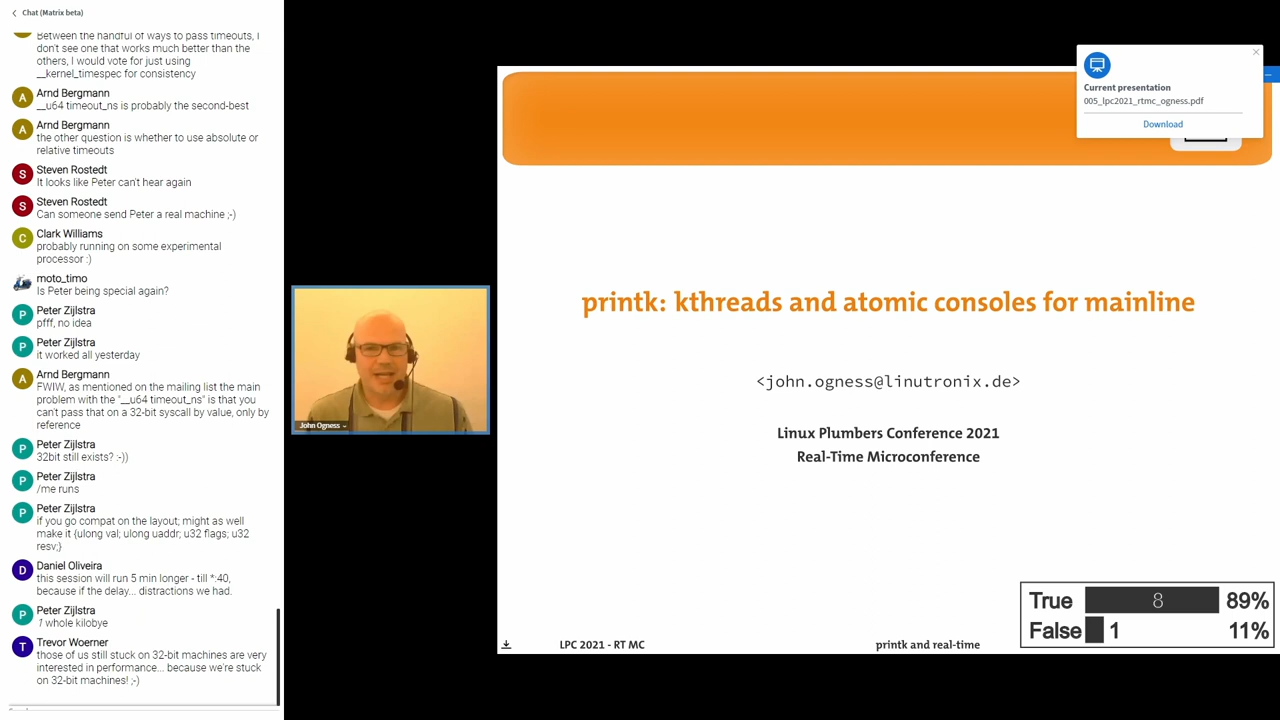 Chat (Matrix beta)
Between the handful of ways to pass timeouts, I
don't see one that works much better than the
others, I would vote for just using
__kernel_timespec for consistency
Arnd Bergmann
__u64 timeout_ns is probably the second-best
Arnd Bergmann
the other question is whether to use absolute or
relative timeouts
Steven Rostedt
It looks like Peter can't hear again
Steven Rostedt
Can someone send Peter a real machine ;-)
Clark Williams
probably running on some experimental
processor :)
moto_timo
Is Peter being special again?
Peter Zijlstra
pfff, no idea
Peter Zijlstra
it worked all yesterday
Arnd Bergmann
FWIW, as mentioned on the mailing list the main
problem with the "__u64 timeout_ns" is that you
can't pass that on a 32-bit syscall by value, only by
reference
Peter Zijlstra
32bit still exists? :-))
Peter Zijlstra
/me runs
Peter Zijlstra
if you go compat on the layout; might as well
make it {ulong val; ulong uaddr; u32 flags; u32
resv;}
Daniel Oliveira
this session will run 5 min longer - till *:40,
because if the delay... distractions we had.
Peter Zijlstra
1 whole kilobye
Trevor Woerner
those of us still stuck on 32-bit machines are very
interested in performance... because we're stuck
on 32-bit machines! ;-)
John Ogness
Current presentation
005_lpc2021_rtmc_ogness.pdf
Download
printk: kthreads and atomic consoles for mainline
<john.ogness@linutronix.de>
Linux Plumbers Conference 2021
Real-Time Microconference
True 8 89%
False 1 11%
LPC 2021 - RT MC
printk and real-time